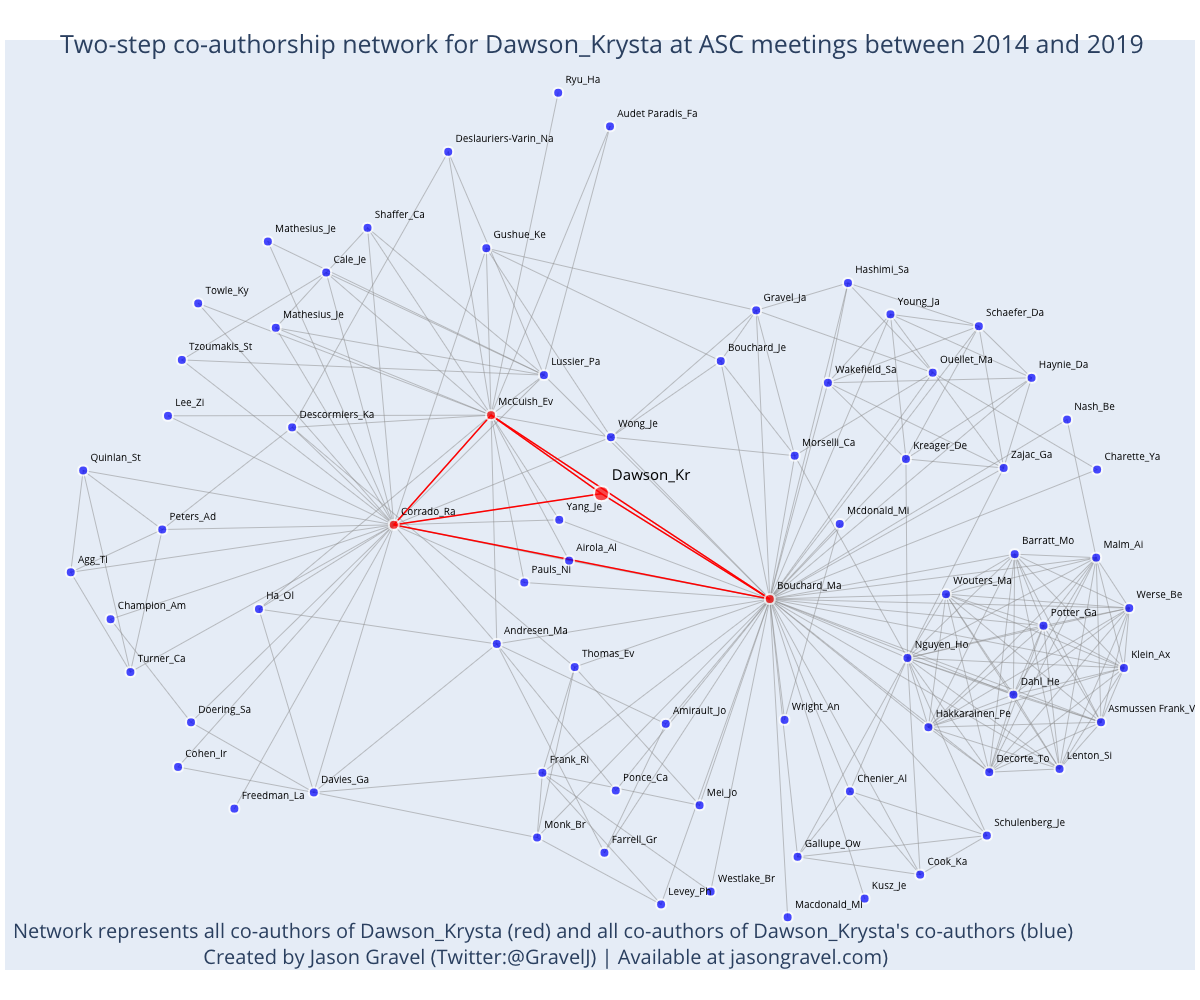 Two-step co-authorship network for Dawson_Krysta at ASC meetings between 2014 and 2019
Ryu_Ha
Audet Paradis_Fa
Deslauriers-Varin_Na
Shaffer_Ca
Mathesius_Je
Gushue_Ke
Cale_Je
Hashimi_Sa
Towle_Ky
Gravel_Ja
Young_Ja
Schaefer_Da
Mathesius_Je
Tzoumakis_St
Bouchard_Je
Lussier_Pa
Wakefield_Sa
Ouellet_Ma
Haynie_Da
Lee_Zi
McCuish_Ev
Descormiers_Ka
Nash_Be
Wong_Je
Morselli_Ca
Kreager_De
Zajac_Ga
Charette_Ya
Quinlan_St
Dawson_Kr
Corrado_Ra
Yang_Je
Peters_Ad
Mcdonald_Mi
Airola_Al
Barratt_Mo
Malm_Ai
Agg_Ti
Pauls_Ni
Bouchard_Ma
Wouters_Ma
Ha_Ol
Champion_Am
Werse_Be
Potter_Ga
Andresen_Ma
Nguyen_Ho
Turner_Ca
Thomas_Ev
Klein_Ax
Dahl_He
Doering_Sa
Amirault_Jo
Wright_An
Hakkarainen_Pe
Asmussen Frank_V
Cohen_Ir
Frank_Ri
Decorte_To
Lenton_Si
Davies_Ga
Ponce_Ca
Chenier_Al
Freedman_La
Mei_Jo
Monk_Br
Farrell_Gr
Schulenberg_Je
Gallupe_Ow
Cook_Ka
Westlake_Br
Levey_Ph
Kusz_Je
Macdonald_Mi
Network represents all co-authors of Dawson_Krysta (red) and all co-authors of Dawson_Krysta's co-authors (blue)
Created by Jason Gravel (Twitter:@GravelJ) | Available at jasongravel.com)